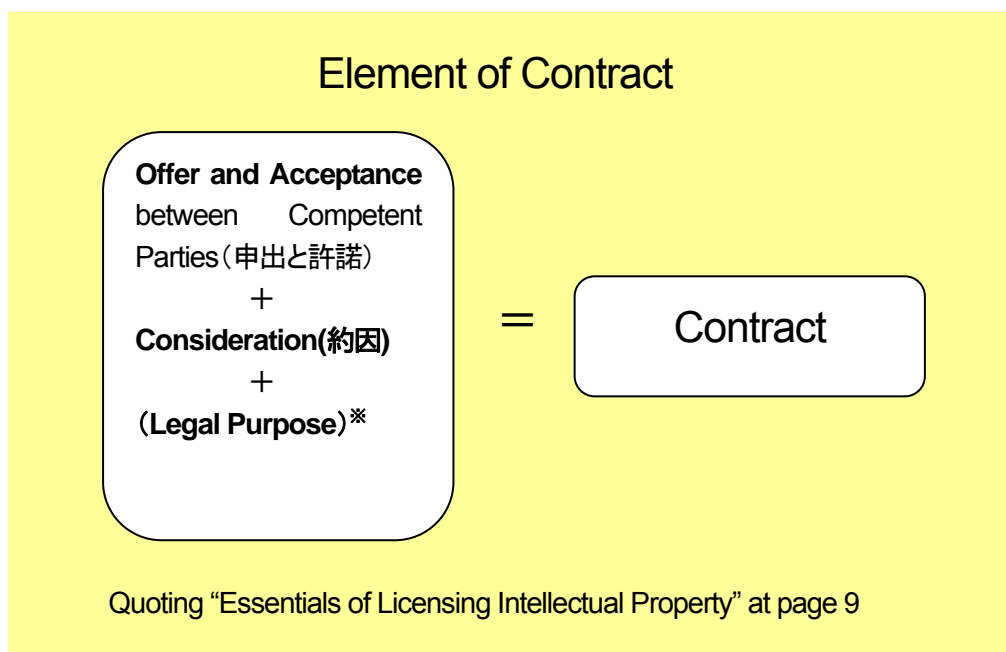 Element of Contract
Offer and Acceptance
between Competent
Parties（申出と許諾）
＋
Consideration(約因)
＋
（Legal Purpose）※
＝
Contract
Quoting “Essentials of Licensing Intellectual Property” at page 9